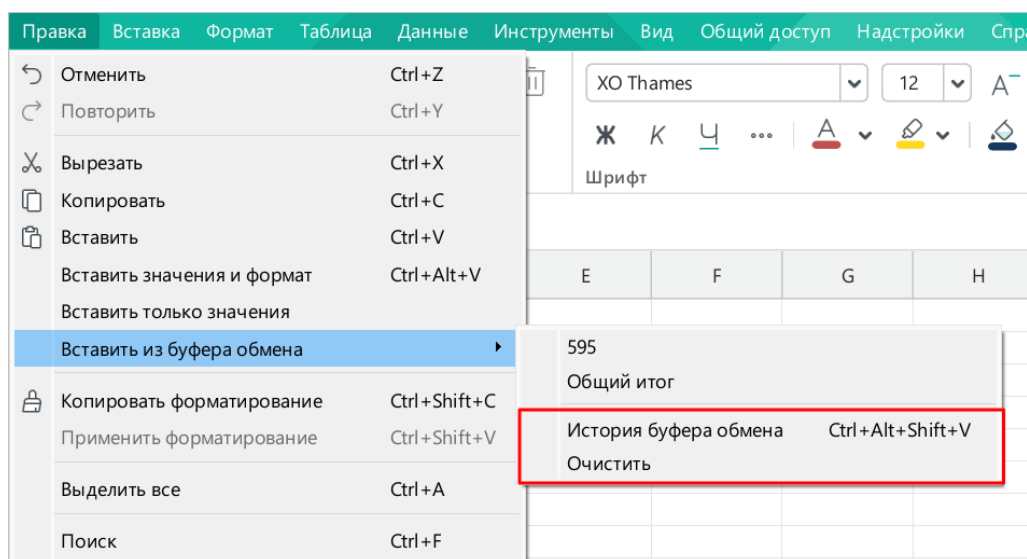 Правка Вставка Формат Таблица Данные Инструменты Вид Общий доступ Надстройки Спра
Отменить Ctrl+Z
Повторить Ctrl+Y
Вырезать Ctrl+X
Копировать Ctrl+C
Вставить Ctrl+V
Вставить значения и формат Ctrl+Alt+V
Вставить только значения
Вставить из буфера обмена
Копировать форматирование Ctrl+Shift+C
Применить форматирование Ctrl+Shift+V
Выделить все Ctrl+A
Поиск Ctrl+F
XO Thames 12 A
Ж К Ч A
Шрифт
E F G H
595
Общий итог
История буфера обмена Ctrl+Alt+Shift+V
Очистить